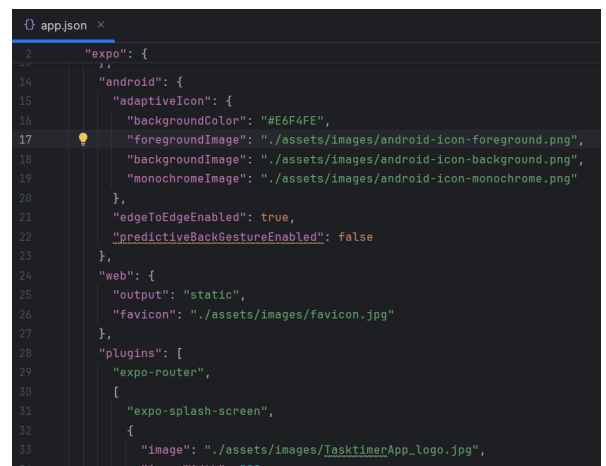 {} app.json ×
2 "expo": {
14 "android": {
15 "adaptiveIcon": {
16 "backgroundColor": "#E6F4FE",
17 "foregroundImage": "./assets/images/android-icon-foreground.png",
18 "backgroundImage": "./assets/images/android-icon-background.png",
19 "monochromeImage": "./assets/images/android-icon-monochrome.png"
20 },
21 "edgeToEdgeEnabled": true,
22 "predictiveBackGestureEnabled": false
23 },
24 "web": {
25 "output": "static",
26 "favicon": "./assets/images/favicon.jpg"
27 },
28 "plugins": [
29 "expo-router",
30 [
31 "expo-splash-screen",
32 {
33 "image": "./assets/images/TasktimerApp_logo.jpg",